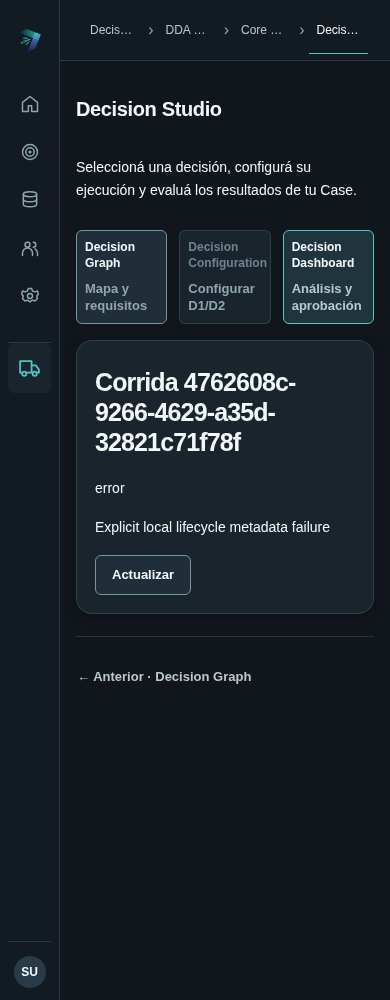 Decis… › DDA … › Core … › Decis…
Decision Studio
Seleccioná una decisión, configurá su
ejecución y evaluá los resultados de tu Case.
Decision
Graph
Mapa y
requisitos
Decision
Configuration
Configurar
D1/D2
Decision
Dashboard
Análisis y
aprobación
Corrida 4762608c-
9266-4629-a35d-
32821c71f78f
error
Explicit local lifecycle metadata failure
Actualizar
← Anterior · Decision Graph
SU